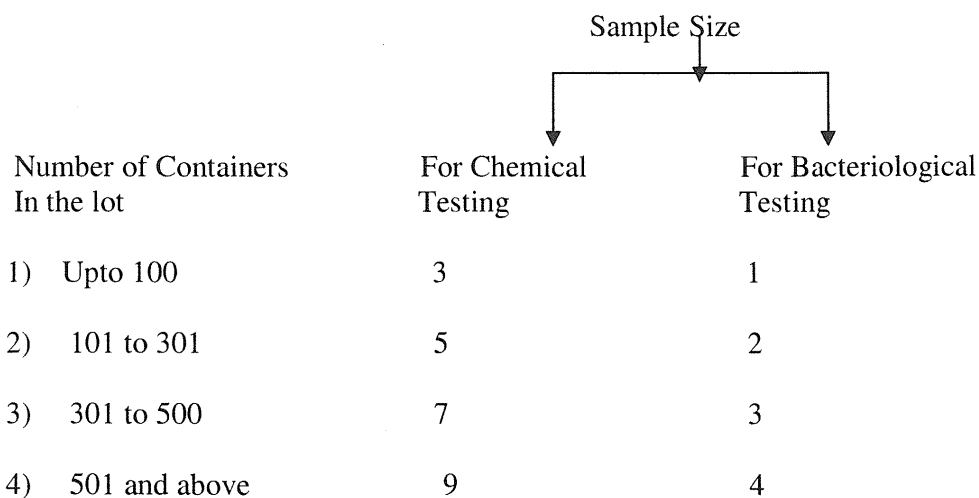 Sample Size
Number of Containers For Chemical For Bacteriological
In the lot Testing Testing
1) Upto 100 3 1
2) 101 to 301 5 2
3) 301 to 500 7 3
4) 501 and above 9 4